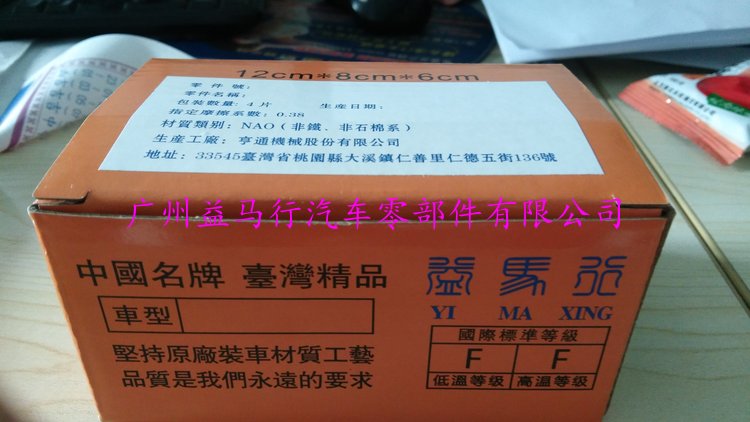 12cm*8cm*6cm
零件號:
零件名稱:
包裝數量: 4 片 生産日期:
指定摩擦系數: 0.38
材質類別: NAO (非鐵、非石棉系)
生産工廠: 亨通機械股份有限公司
地址: 33545臺灣省桃園縣大溪鎮仁善里仁德五街136號
广州益马行汽车零部件有限公司
中國名牌 臺灣精品
益馬行
YI MA XING
車型
國際標準等級
F F
低溫等級 高溫等級
堅持原廠裝車材質工藝
品質是我們永遠的要求